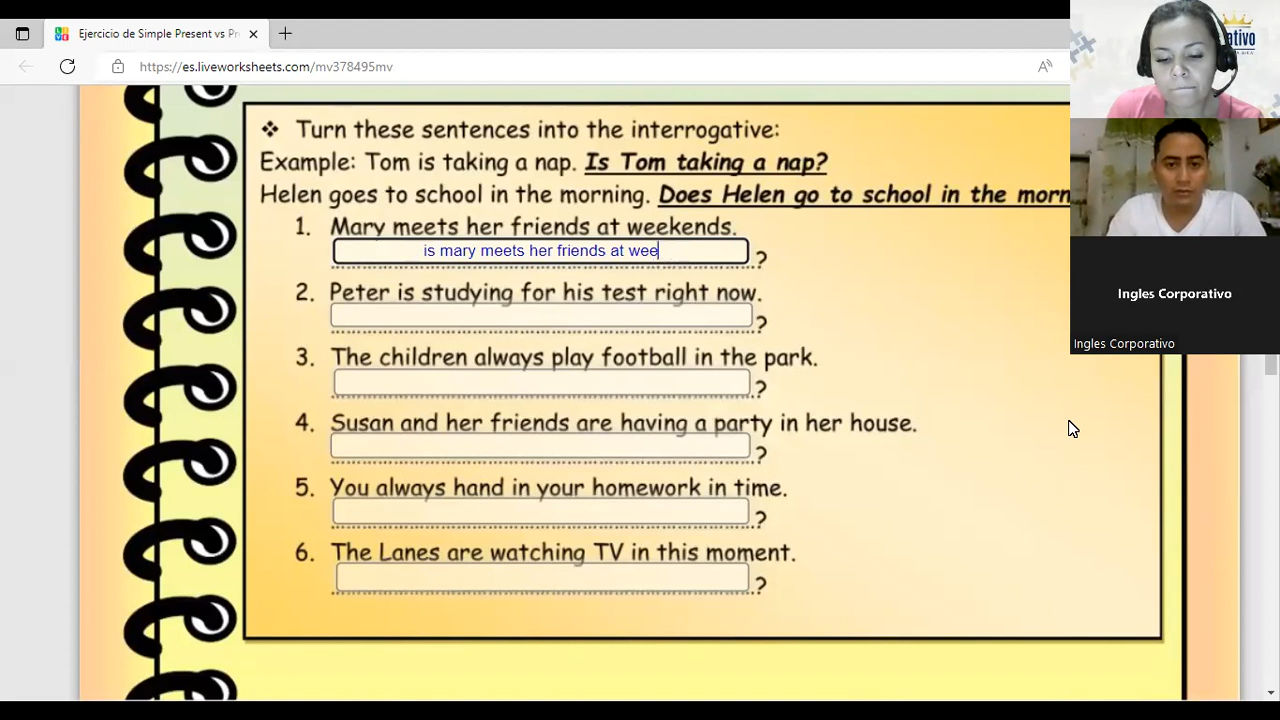 Ejercicio de Simple Present vs Pr
https://es.liveworksheets.com/mv378495mv
ativo
❖ Turn these sentences into the interrogative:
Example: Tom is taking a nap. Is Tom taking a nap?
Helen goes to school in the morning. Does Helen go to school in the morn
1. Mary meets her friends at weekends.
is mary meets her friends at wee
?
2. Peter is studying for his test right now.
?
3. The children always play football in the park.
?
4. Susan and her friends are having a party in her house.
?
5. You always hand in your homework in time.
?
6. The Lanes are watching TV in this moment.
?
Ingles Corporativo
Ingles Corporativo